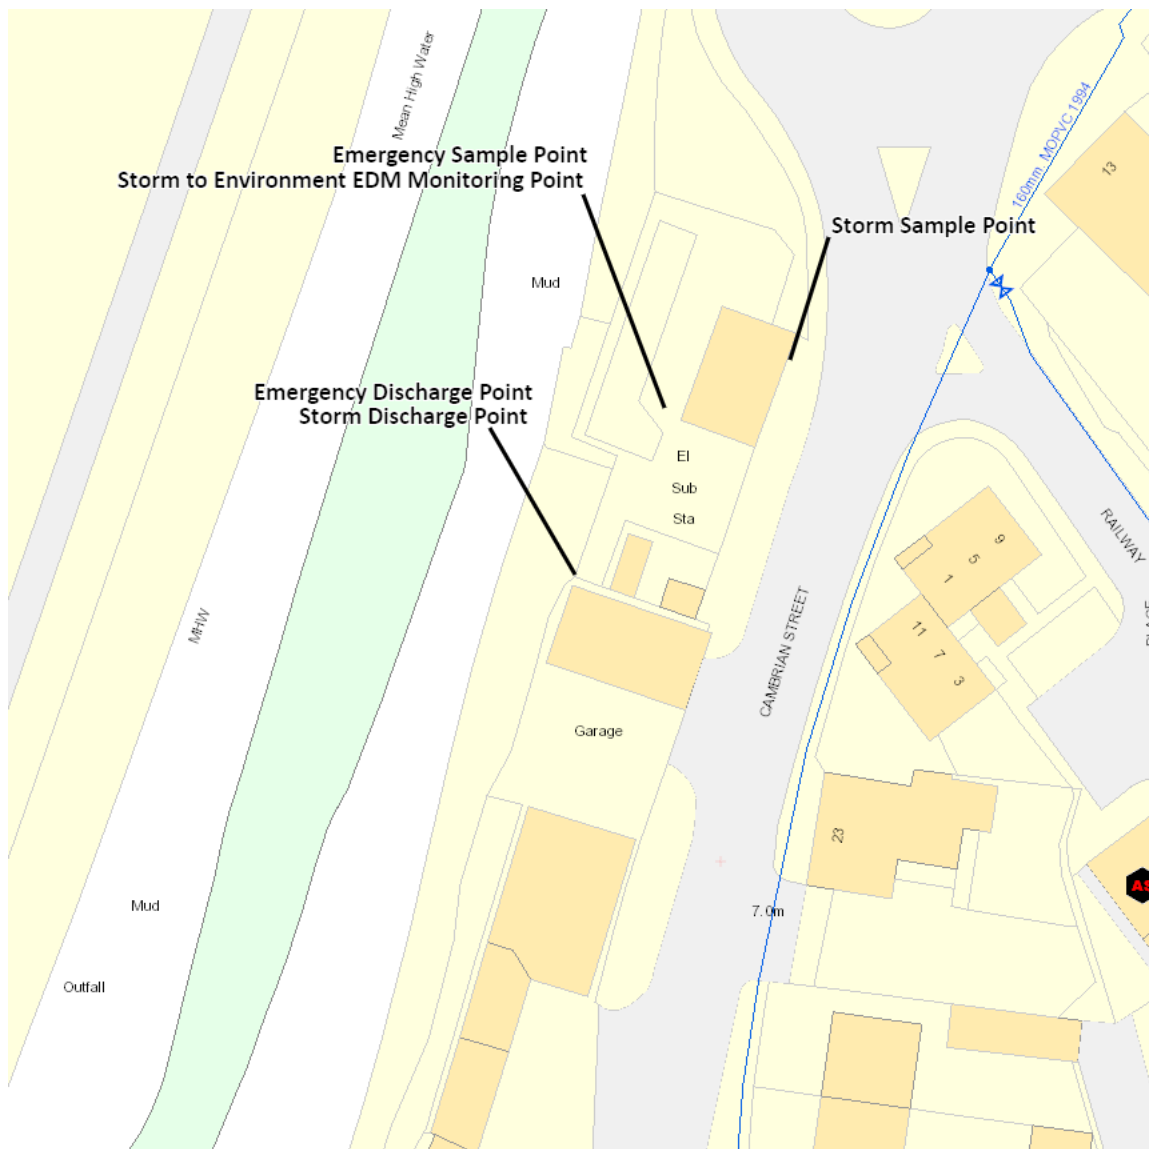 Mean High Water
160mm. MOPVC 1994
Emergency Sample Point
Storm to Environment EDM Monitoring Point
13
Storm Sample Point
Mud
Emergency Discharge Point
Storm Discharge Point
El
Sub
Sta
RAILWAY
9
5
1
MHW
CAMBRIAN STREET
11
7
3
Garage
23
AS
Mud
7.0m
Outfall